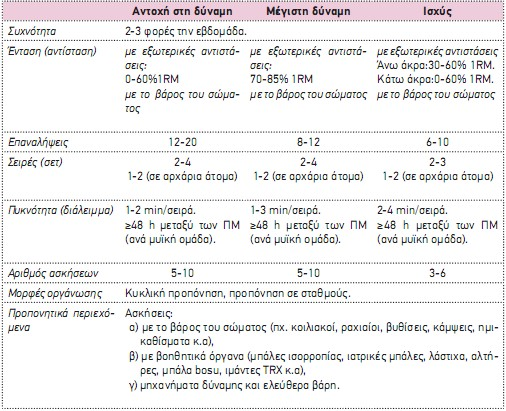 Αντοχή στη δύναμη Μέγιστη δύναμη Ισχύς
Συχνότητα 2-3 φορές την εβδομάδα.
Ένταση (αντίσταση) με εξωτερικές αντιστά- με εξωτερικές αντιστά- με εξωτερικές αντιστάσεις
σεις: σεις: Άνω άκρα:30-60% 1RM.
0-60%1RM 70-85% 1RM Κάτω άκρα:0-60% 1RM.
με το βάρος του σώμα- με το βάρος του σώματος με το βάρος του σώματος
τος
Επαναλήψεις 12-20 8-12 6-10
Σειρές (σετ) 2-4 2-4 2-3
1-2 (σε αρχάρια άτομα) 1-2 (σε αρχάρια άτομα) 1-2 (σε αρχάρια άτομα)
Πυκνότητα (διάλειμμα) 1-2 min/σειρά. 1-3 min/σειρά. 2-4 min/σειρά.
≥48 h μεταξύ των ΠΜ ≥48 h μεταξύ των ΠΜ ≥48 h μεταξύ των ΠΜ
(ανά μυϊκή ομάδα). (ανά μυϊκή ομάδα). (ανά μυϊκή ομάδα).
Αριθμός ασκήσεων 5-10 5-10 3-6
Μορφές οργάνωσης Κυκλική προπόνηση, προπόνηση σε σταθμούς.
Προπονητικά περιεχό- Ασκήσεις:
μενα α) με το βάρος του σώματος (πχ. κοιλιακοί, ραχιαίοι, βυθίσεις, κάμψεις, ημι-
καθίσματα κ.α),
β) με βοηθητικά όργανα (μπάλες ισορροπίας, ιατρικές μπάλες, λάστιχα, αλτή-
ρες, μπάλα bosu, ιμάντες TRX κ.α),
γ) μηχανήματα δύναμης και ελεύθερα βάρη.